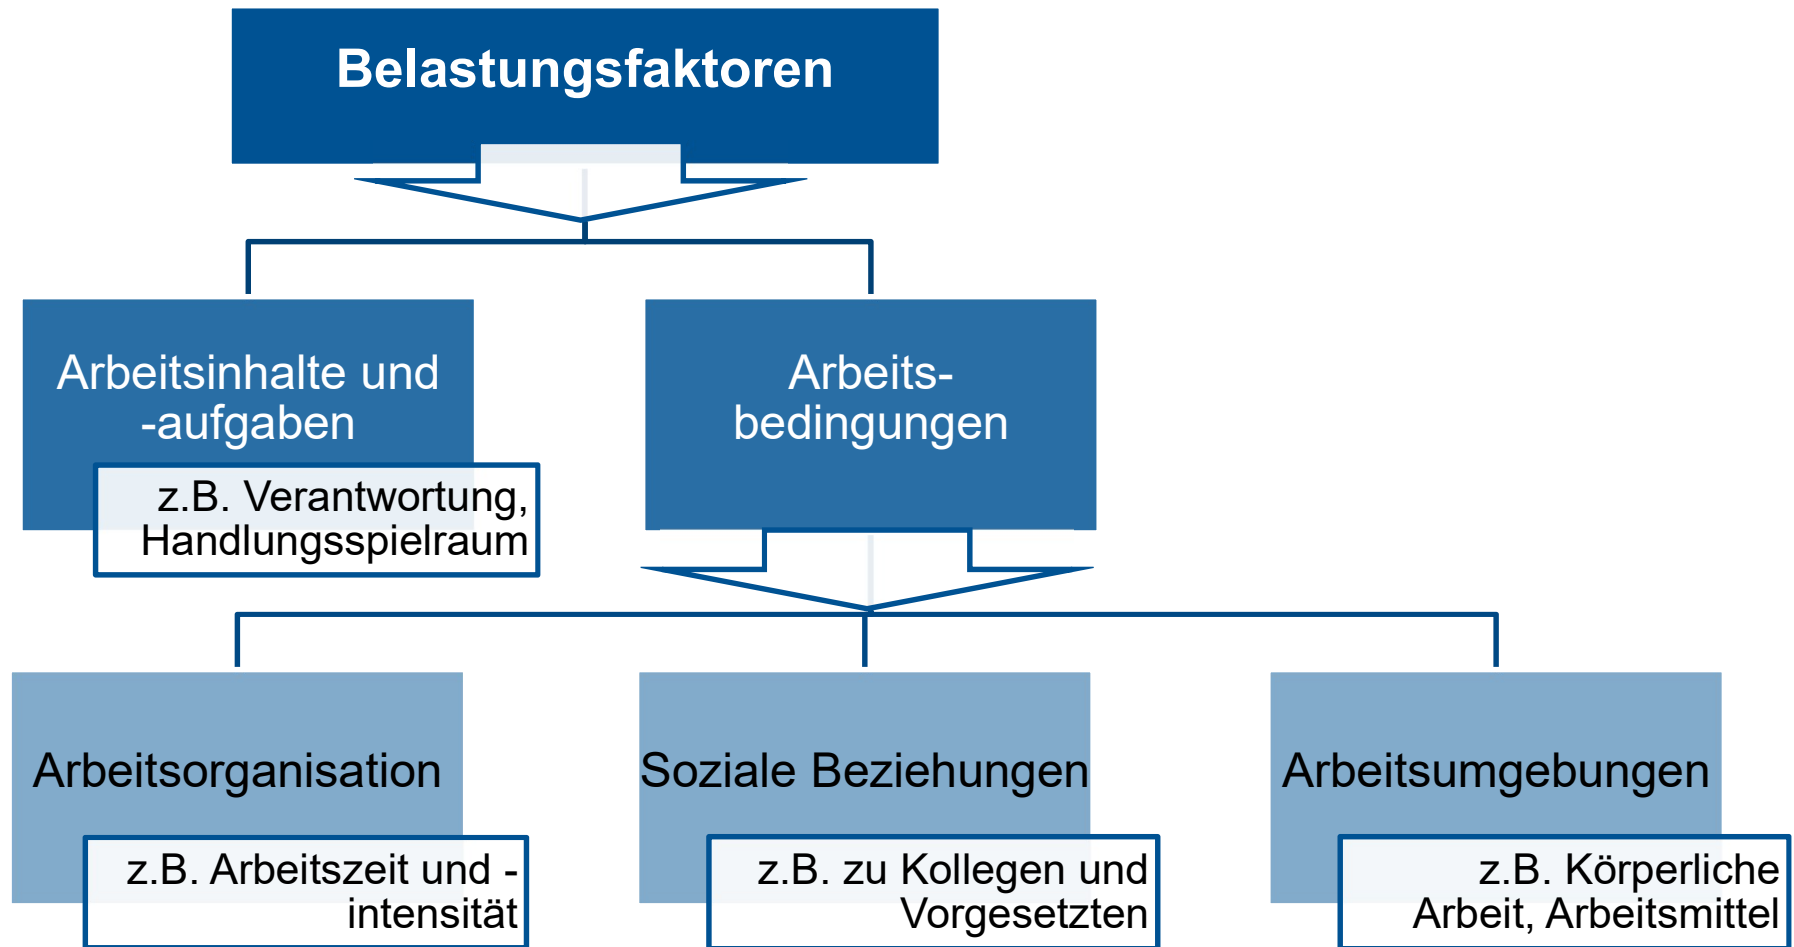 Belastungsfaktoren
Arbeitsinhalte und
-aufgaben
z.B. Verantwortung,
Handlungsspielraum
Arbeits-
bedingungen
Arbeitsorganisation
z.B. Arbeitszeit und -
intensität
Soziale Beziehungen
z.B. zu Kollegen und
Vorgesetzten
Arbeitsumgebungen
z.B. Körperliche
Arbeit, Arbeitsmittel